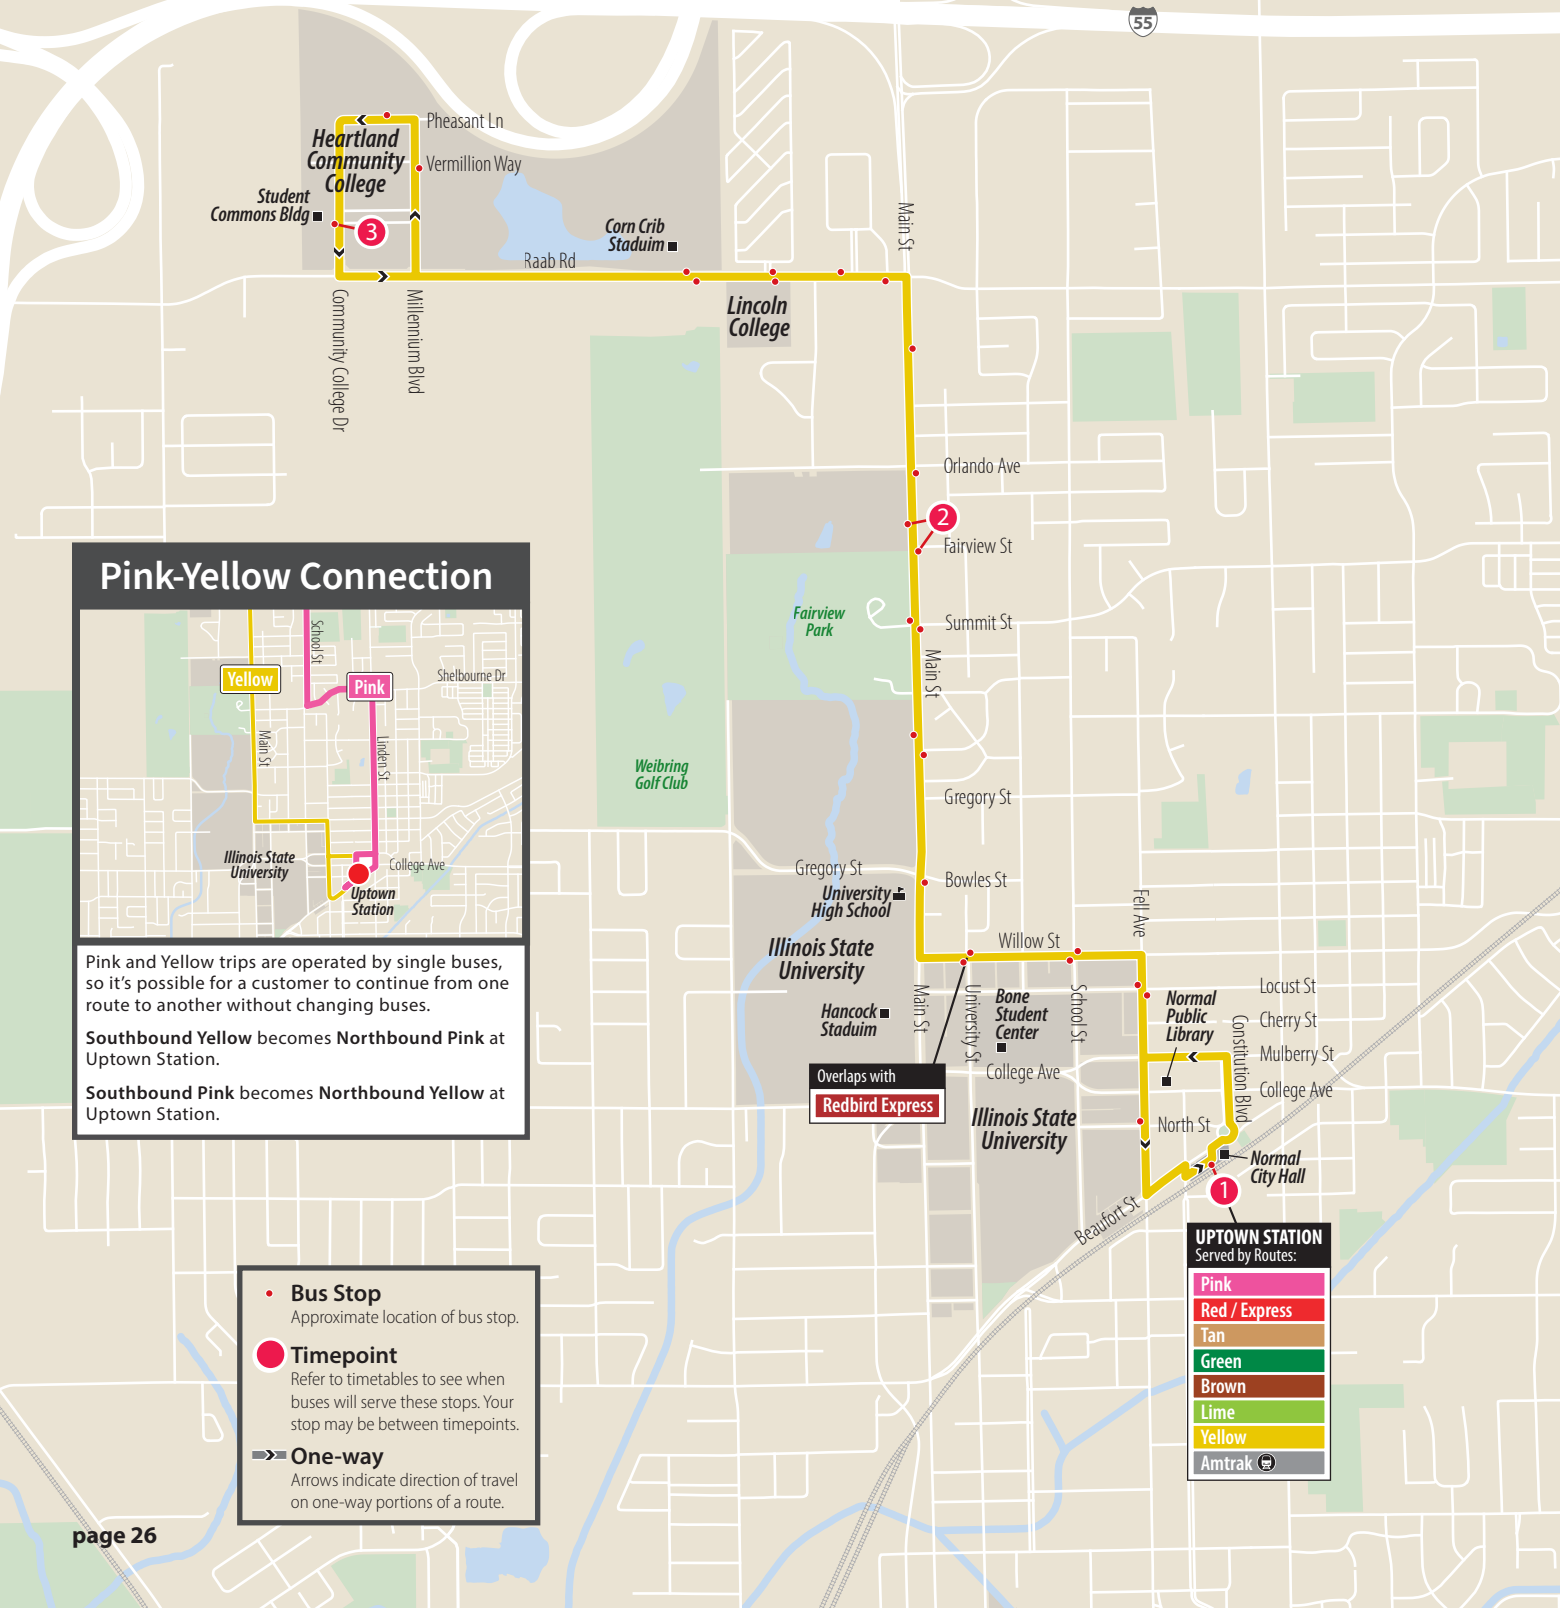 55
Pheasant Ln
Heartland
Community
College
Vermillion Way
Student
Commons Bldg
3
Corn Crib
Staduim
Main St
Raab Rd
Lincoln
College
Community College Dr
Millennium Blvd
Orlando Ave
2
Fairview St
Fairview
Park
Summit St
Main St
Weibring
Golf Club
Gregory St
Gregory St
Bowles St
University
High School
Fell Ave
Willow St
Illinois State
University
Hancock
Staduim
Main St
University St
Bone
Student
Center
School St
Normal
Public
Library
Locust St
Cherry St
Constitution Blvd
Mulberry St
College Ave
College Ave
Overlaps with
Redbird Express
Illinois State
University
North St
Normal
City Hall
1
Beaufort St
UPTOWN STATION
Served by Routes:
Pink
Red / Express
Tan
Green
Brown
Lime
Yellow
Amtrak
Pink-Yellow Connection
School St
Yellow
Pink
Shelbourne Dr
Main St
Linden St
Illinois State
University
College Ave
Uptown
Station
Pink and Yellow trips are operated by single buses,
so it's possible for a customer to continue from one
route to another without changing buses.
Southbound Yellow becomes Northbound Pink at
Uptown Station.
Southbound Pink becomes Northbound Yellow at
Uptown Station.
Bus Stop
Approximate location of bus stop.
Timepoint
Refer to timetables to see when
buses will serve these stops. Your
stop may be between timepoints.
One-way
Arrows indicate direction of travel
on one-way portions of a route.
page 26